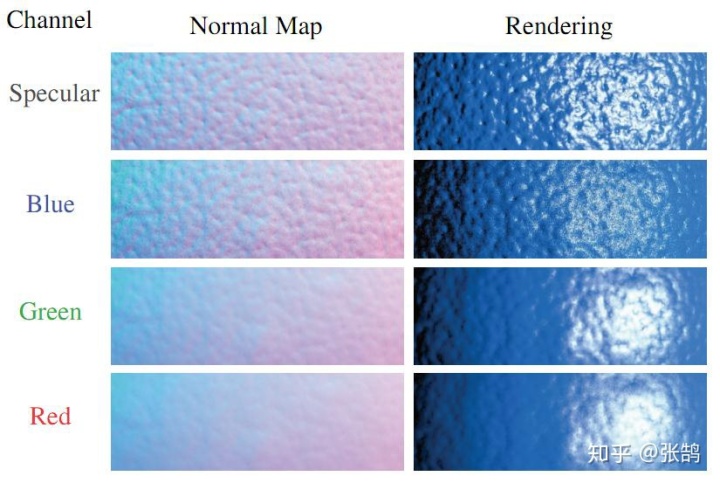 Channel
Normal Map
Rendering
Specular
Blue
Green
Red
知乎 @张鹄